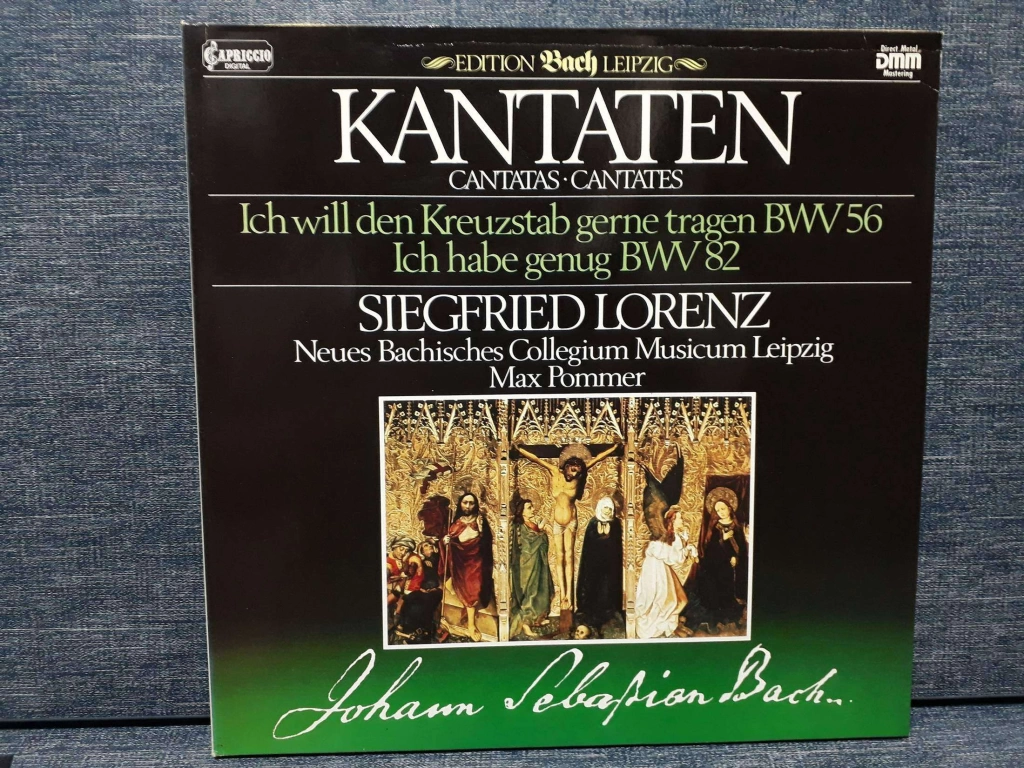 CAPRICCIO
DIGITAL
EDITION Bach LEIPZIG
Direct Metal
DMM
Mastering
KANTATEN
CANTATAS · CANTATES
Ich will den Kreuzstab gerne tragen BWV 56
Ich habe genug BWV 82
SIEGFRIED LORENZ
Neues Bachisches Collegium Musicum Leipzig
Max Pommer
Johann Sebaſtian Bach.